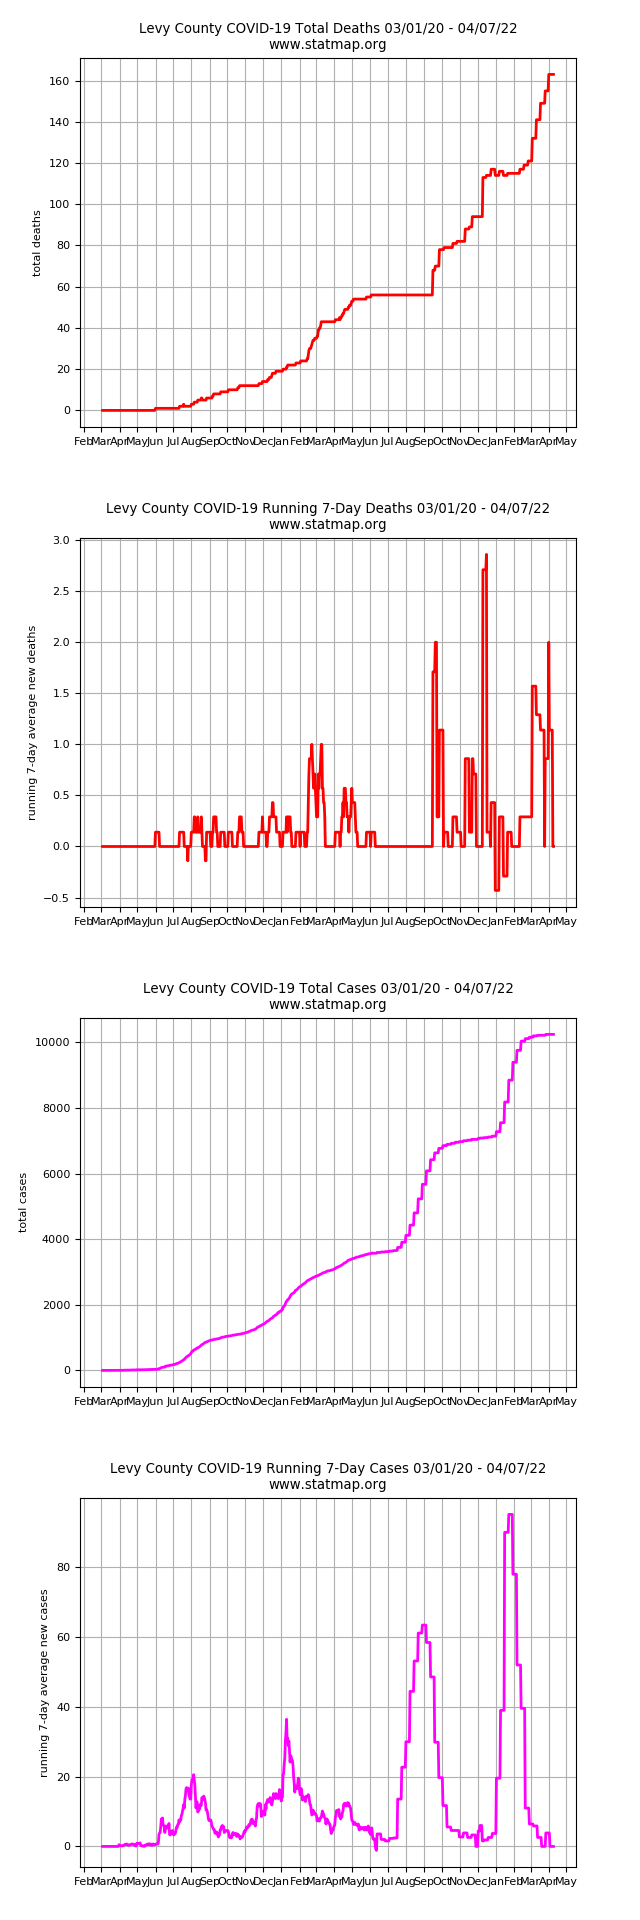 Levy County COVID-19 Total Deaths 03/01/20 - 04/07/22
www.statmap.org
160
140
120
100
80
60
40
20
0
total deaths
Feb Mar Apr May Jun Jul Aug Sep Oct Nov Dec Jan Feb Mar Apr May Jun Jul Aug Sep Oct Nov Dec Jan Feb Mar Apr May
Levy County COVID-19 Running 7-Day Deaths 03/01/20 - 04/07/22
www.statmap.org
3.0
2.5
2.0
1.5
1.0
0.5
0.0
−0.5
running 7-day average new deaths
Feb Mar Apr May Jun Jul Aug Sep Oct Nov Dec Jan Feb Mar Apr May Jun Jul Aug Sep Oct Nov Dec Jan Feb Mar Apr May
Levy County COVID-19 Total Cases 03/01/20 - 04/07/22
www.statmap.org
10000
8000
6000
4000
2000
0
total cases
Feb Mar Apr May Jun Jul Aug Sep Oct Nov Dec Jan Feb Mar Apr May Jun Jul Aug Sep Oct Nov Dec Jan Feb Mar Apr May
Levy County COVID-19 Running 7-Day Cases 03/01/20 - 04/07/22
www.statmap.org
80
60
40
20
0
running 7-day average new cases
Feb Mar Apr May Jun Jul Aug Sep Oct Nov Dec Jan Feb Mar Apr May Jun Jul Aug Sep Oct Nov Dec Jan Feb Mar Apr May